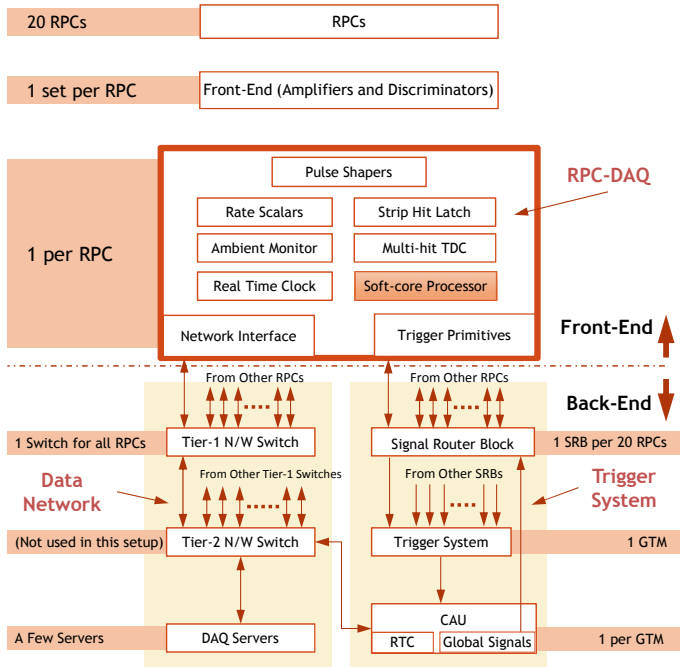 20 RPCs
RPCs
1 set per RPC
Front-End (Amplifiers and Discriminators)
1 per RPC
Pulse Shapers
RPC-DAQ
Rate Scalars
Strip Hit Latch
Ambient Monitor
Multi-hit TDC
Real Time Clock
Soft-core Processor
Network Interface
Trigger Primitives
Front-End
From Other RPCs
From Other RPCs
Back-End
1 Switch for all RPCs
Tier-1 N/W Switch
Signal Router Block
1 SRB per 20 RPCs
Data
Network
From Other Tier-1 Switches
From Other SRBs
Trigger
System
(Not used in this setup)
Tier-2 N/W Switch
Trigger System
1 GTM
CAU
A Few Servers
DAQ Servers
RTC
Global Signals
1 per GTM